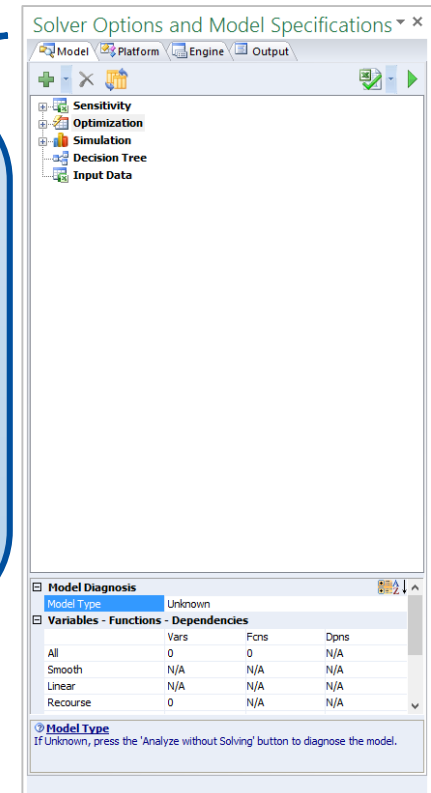 Solver Options and Model Specifications
Model Platform Engine Output
Sensitivity
Optimization
Simulation
Decision Tree
Input Data
Model Diagnosis
Model Type Unknown
Variables - Functions - Dependencies
Vars Fcns Dpns
All 0 0 N/A
Smooth N/A N/A N/A
Linear N/A N/A N/A
Recourse 0 N/A N/A
Model Type
If Unknown, press the 'Analyze without Solving' button to diagnose the model.